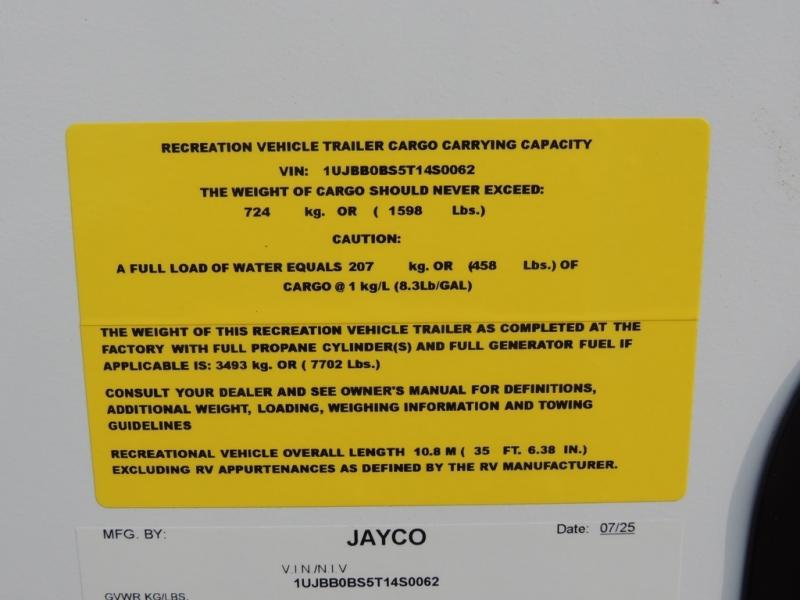 RECREATION VEHICLE TRAILER CARGO CARRYING CAPACITY
VIN: 1UJBB0BS5T14S0062
THE WEIGHT OF CARGO SHOULD NEVER EXCEED:
724 kg. OR ( 1598 Lbs.)
CAUTION:
A FULL LOAD OF WATER EQUALS 207 kg. OR (458 Lbs.) OF
CARGO @ 1 kg/L (8.3Lb/GAL)
THE WEIGHT OF THIS RECREATION VEHICLE TRAILER AS COMPLETED AT THE
FACTORY WITH FULL PROPANE CYLINDER(S) AND FULL GENERATOR FUEL IF
APPLICABLE IS: 3493 kg. OR ( 7702 Lbs.)
CONSULT YOUR DEALER AND SEE OWNER'S MANUAL FOR DEFINITIONS,
ADDITIONAL WEIGHT, LOADING, WEIGHING INFORMATION AND TOWING
GUIDELINES
RECREATIONAL VEHICLE OVERALL LENGTH 10.8 M ( 35 FT. 6.38 IN.)
EXCLUDING RV APPURTENANCES AS DEFINED BY THE RV MANUFACTURER.
MFG. BY: JAYCO Date: 07/25
V.I.N/N.I.V
1UJBB0BS5T14S0062
GVWR KG/LBS.